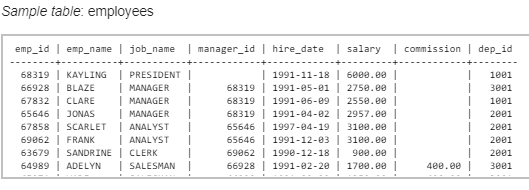 Sample table: employees
emp_id | emp_name | job_name | manager_id | hire_date | salary | commission | dep_id
--------+----------+-----------+------------+------------+---------+------------+--------
68319 | KAYLING | PRESIDENT | | 1991-11-18 | 6000.00 | | 1001
66928 | BLAZE | MANAGER | 68319 | 1991-05-01 | 2750.00 | | 3001
67832 | CLARE | MANAGER | 68319 | 1991-06-09 | 2550.00 | | 1001
65646 | JONAS | MANAGER | 68319 | 1991-04-02 | 2957.00 | | 2001
67858 | SCARLET | ANALYST | 65646 | 1997-04-19 | 3100.00 | | 2001
69062 | FRANK | ANALYST | 65646 | 1991-12-03 | 3100.00 | | 2001
63679 | SANDRINE | CLERK | 69062 | 1990-12-18 | 900.00 | | 2001
64989 | ADELYN | SALESMAN | 66928 | 1991-02-20 | 1700.00 | 400.00 | 3001